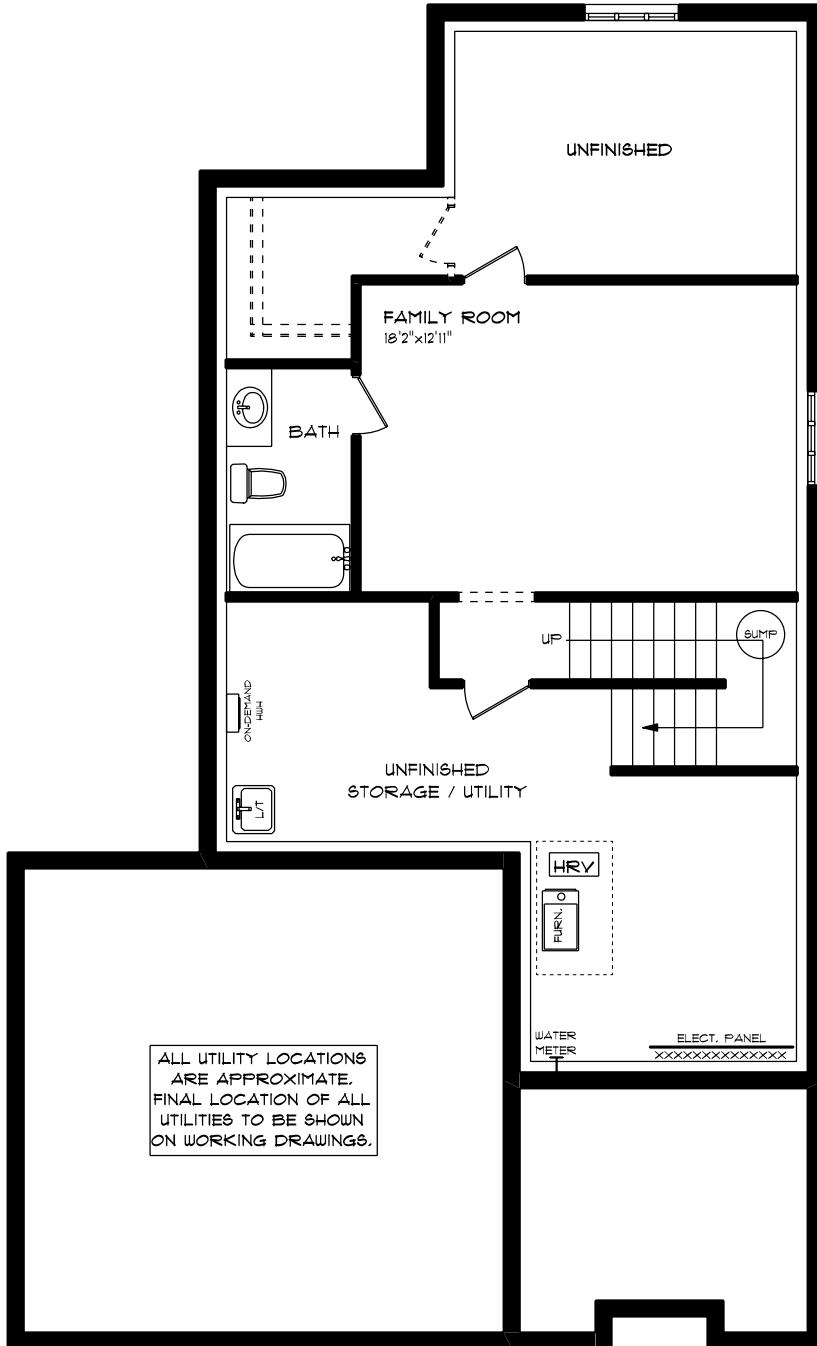 UNFINISHED
FAMILY ROOM
18'2"x12'11"
BATH
UP
SUMP
ON-DEMAND
HWH
UNFINISHED
STORAGE / UTILITY
L/T
HRV
FURN.
WATER
METER
ELECT. PANEL
ALL UTILITY LOCATIONS
ARE APPROXIMATE.
FINAL LOCATION OF ALL
UTILITIES TO BE SHOWN
ON WORKING DRAWINGS.